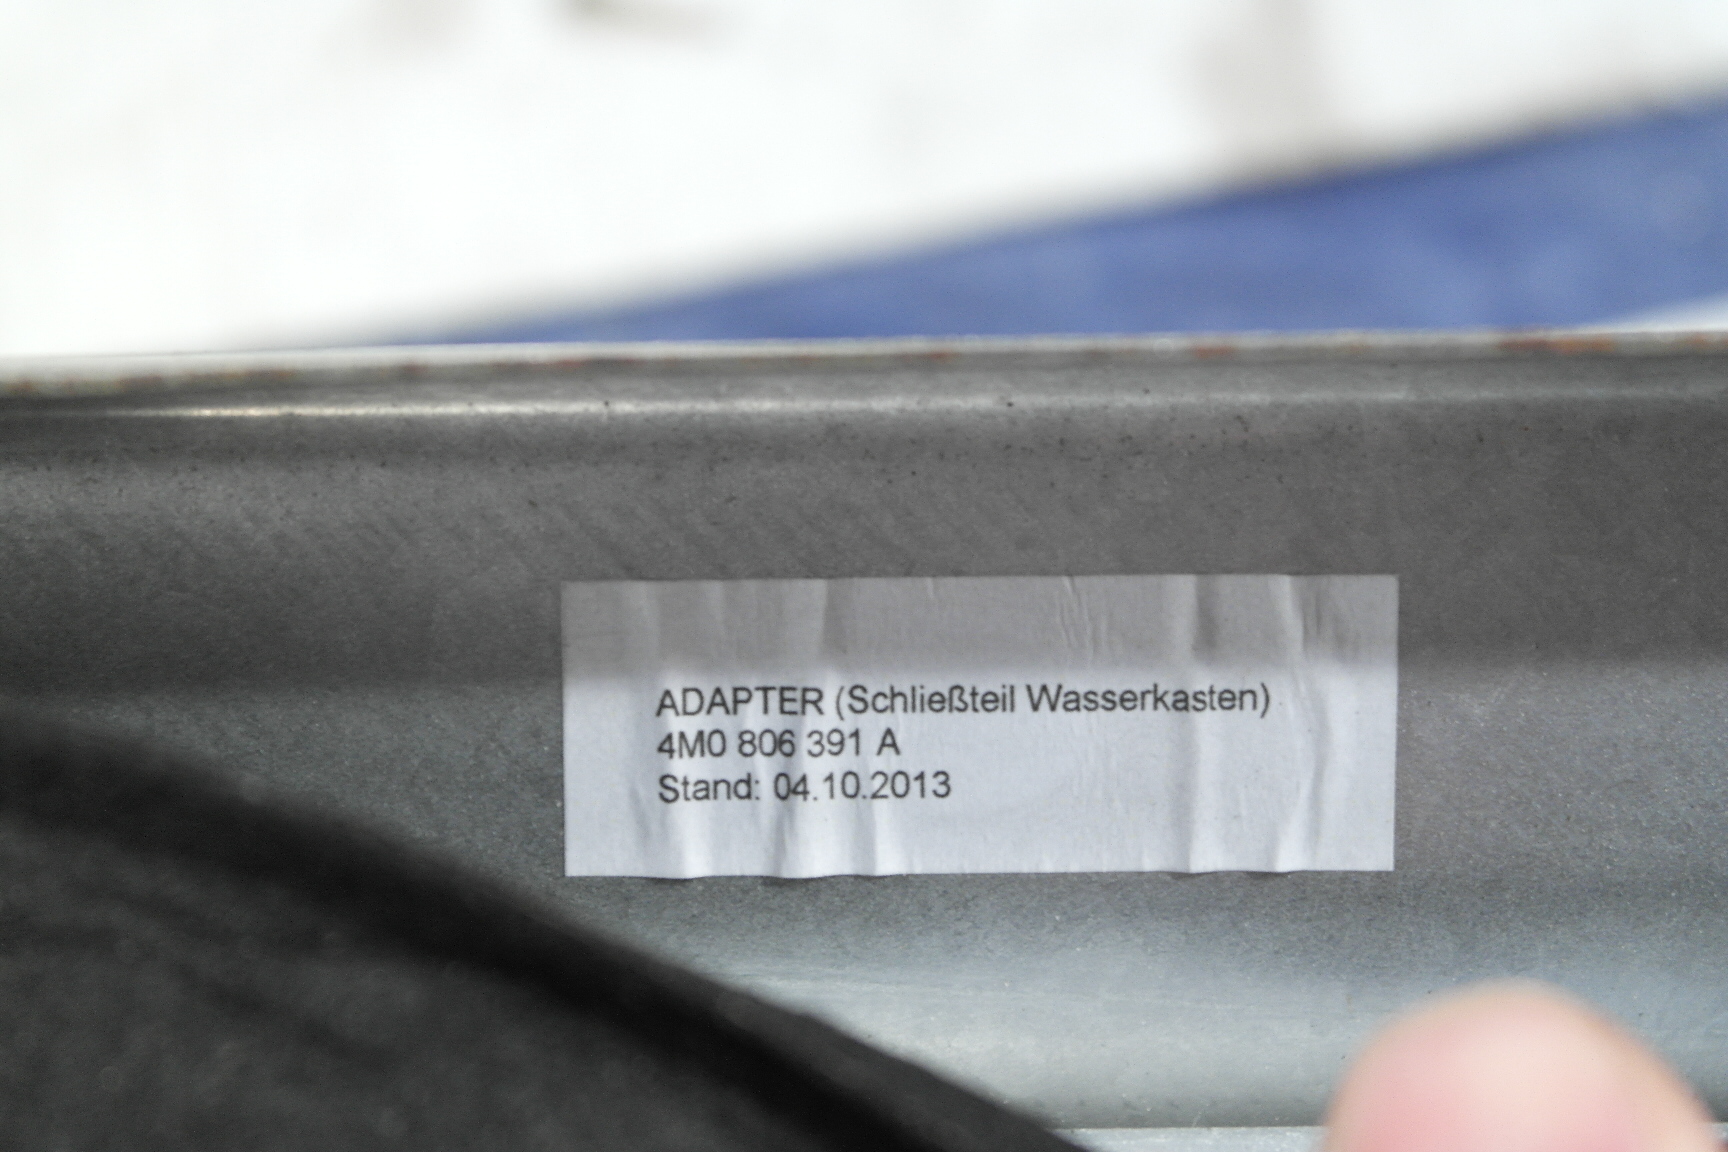 ADAPTER (Schließteil Wasserkasten)
4M0 806 391 A
Stand: 04.10.2013